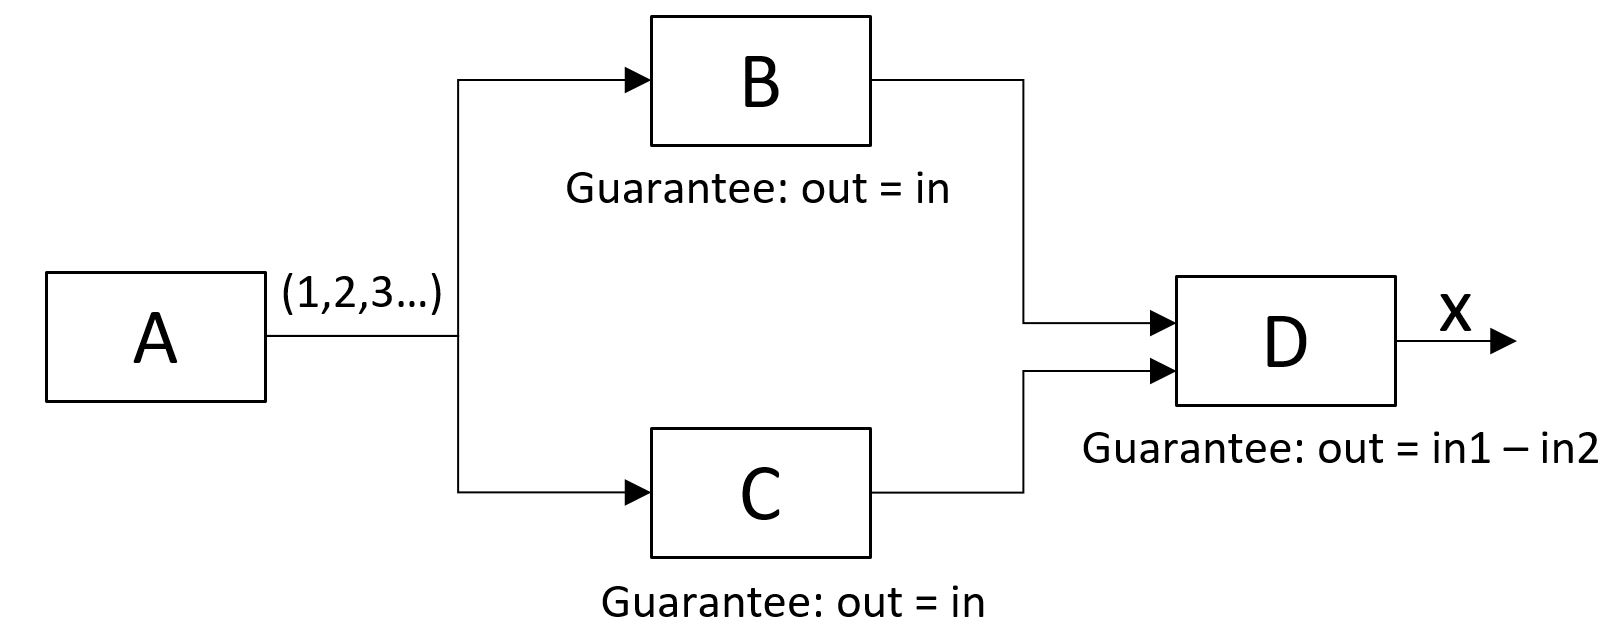 B
Guarantee: out = in
(1,2,3...)
A
x
D
Guarantee: out = in1 – in2
C
Guarantee: out = in